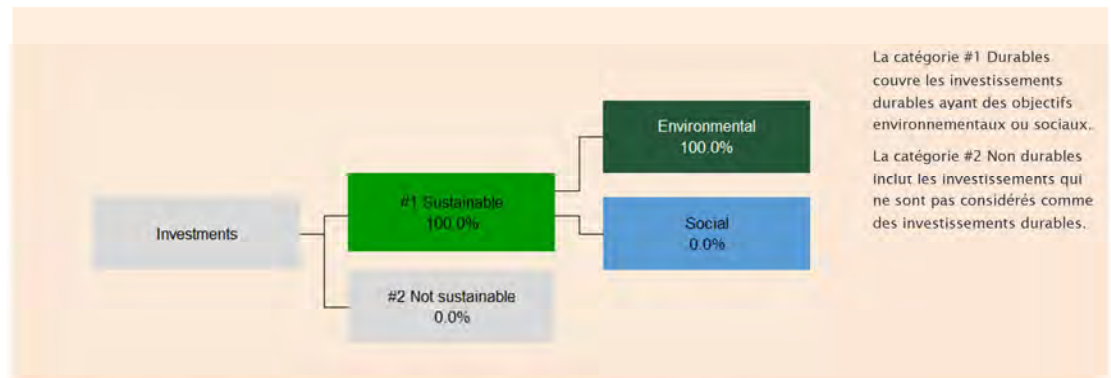 Investments
#1 Sustainable
100.0%
#2 Not sustainable
0.0%
Environmental
100.0%
Social
0.0%
La catégorie #1 Durables
couvre les investissements
durables ayant des objectifs
environnementaux ou sociaux.
La catégorie #2 Non durables
inclut les investissements qui
ne sont pas considérés comme
des investissements durables.